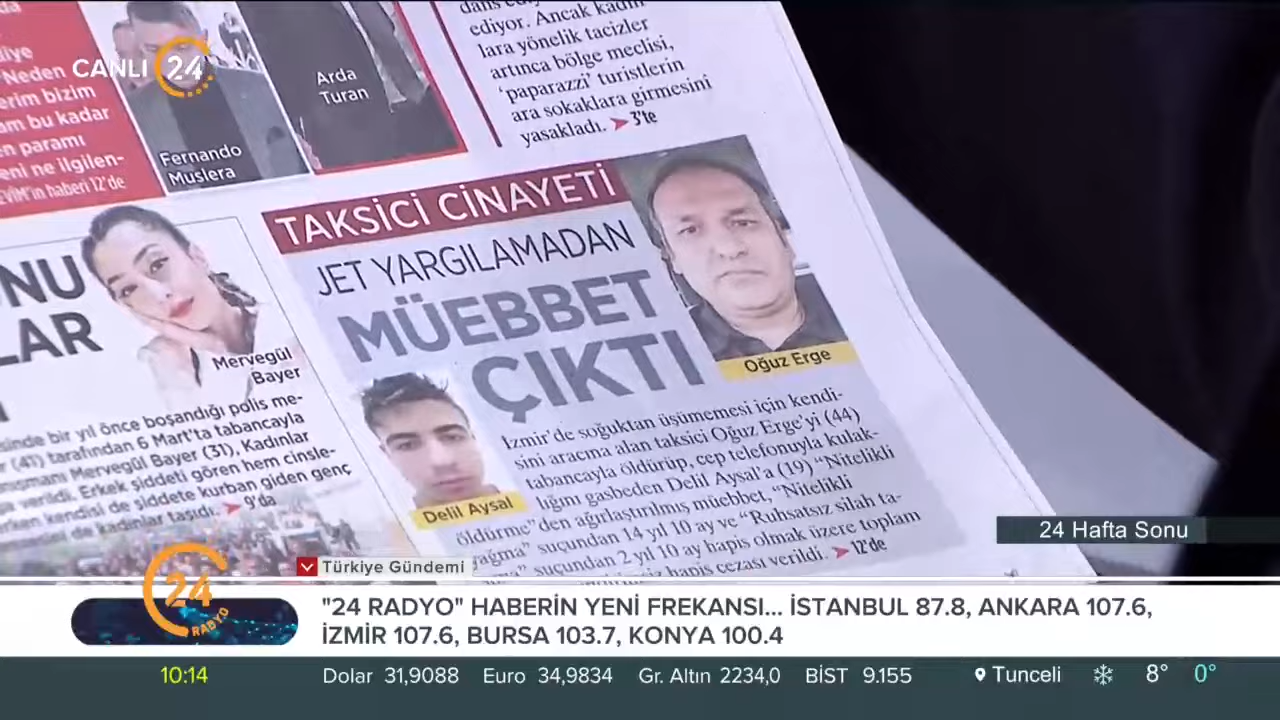 CANLI 24
Neden
erim bizim
am bu kadar
en paramı
eni ne ilgilen-
EVİM'in haberi 12'de
Fernando
Muslera
Arda
Turan
ediyor. Ancak kadın
lara yönelik tacizler
artınca bölge meclisi,
'paparazzi' turistlerin
ara sokaklara girmesini
yasakladı. 3'te
NU
LAR
Mervegül
Bayer
sinde bir yıl önce boşandığı polis me-
(41) tarafından 6 Mart'ta tabancayla
Mervegül Bayer (31), Kadınlar
verildi. Erkek şiddeti gören hem cinsle-
rken kendisi de şiddete kurban giden genç
kadınlar taşıdı. 9'da
TAKSİCİ CİNAYETİ
JET YARGILAMADAN
MÜEBBET
ÇIKTI
Oğuz Erge
Delil Aysal
İzmir'de soğuktan üşümemesi için kendi-
sini aracına alan taksici Oğuz Erge'yi (44)
tabancayla öldürüp, cep telefonuyla kulak-
lığını gasbeden Delil Aysal'a (19) "Nitelikli
öldürme"den ağırlaştırılmış müebbet, "Nitelikli
yağma" suçundan 14 yıl 10 ay ve "Ruhsatsız silah ta-
suçundan 2 yıl 10 ay hapis olmak üzere toplam
hapis cezası verildi. 12'de
24 Hafta Sonu
Türkiye Gündemi
24 RADYO
"24 RADYO" HABERİN YENİ FREKANSI... İSTANBUL 87.8, ANKARA 107.6,
İZMİR 107.6, BURSA 103.7, KONYA 100.4
10:14 Dolar 31,9088 Euro 34,9834 Gr. Altın 2234,0 BİST 9.155 Tunceli 8° 0°